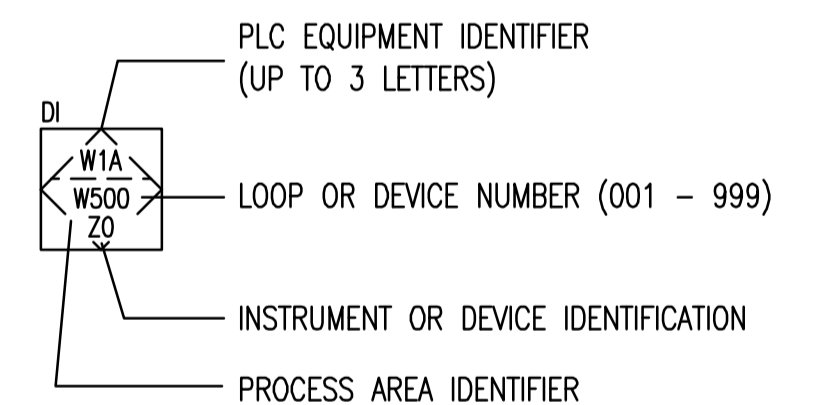 PLC EQUIPMENT IDENTIFIER
(UP TO 3 LETTERS)
DI
W1A
W500
ZO
LOOP OR DEVICE NUMBER (001 – 999)
INSTRUMENT OR DEVICE IDENTIFICATION
PROCESS AREA IDENTIFIER